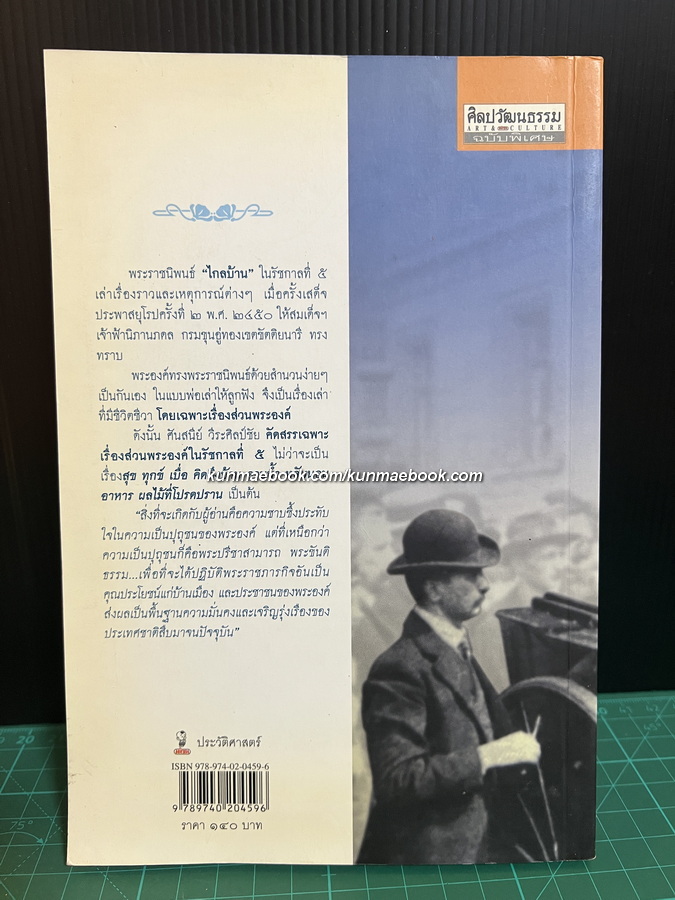 ศิลปวัฒนธรรม
ART & CULTURE
ฉบับพิเศษ
พระราชนิพนธ์ “ไกลบ้าน” ในรัชกาลที่ ๕
เล่าเรื่องราวและเหตุการณ์ต่างๆ เมื่อครั้งเสด็จ
ประพาสยุโรปครั้งที่ ๒ พ.ศ. ๒๔๕๐ ให้สมเด็จฯ
เจ้าฟ้านิภานภดล กรมขุนอู่ทองเขตขัตติยนารี ทรง
ทราบ
พระองค์ทรงพระราชนิพนธ์ด้วยสำนวนง่ายๆ
เป็นกันเอง ในแบบพ่อเล่าให้ลูกฟัง จึงเป็นเรื่องเล่า
ที่มีชีวิตชีวา โดยเฉพาะเรื่องส่วนพระองค์
ดังนั้น ศันสนีย์ วีระศิลป์ชัย คัดสรรเฉพาะ
เรื่องส่วนพระองค์ในรัชกาลที่ ๕ ไม่ว่าจะเป็น
เรื่องสุข ทุกข์ เบื่อ
kunmaebook.com/kunmaebook.com
อาหาร ผลไม้ที่โปรดปราน เป็นต้น
“สิ่งที่จะเกิดกับผู้อ่านคือความซาบซึ้งประทับ
ใจในความเป็นปุถุชนของพระองค์ แต่ที่เหนือกว่า
ความเป็นปุถุชนก็คือพระปรีชาสามารถ พระขันติ
ธรรม...เพื่อที่จะได้ปฏิบัติพระราชภารกิจอันเป็น
คุณประโยชน์แก่บ้านเมือง และประชาชนของพระองค์
ส่งผลเป็นพื้นฐานความมั่นคงและเจริญรุ่งเรืองของ
ประเทศชาติสืบมาจนปัจจุบัน”
ประวัติศาสตร์
ISBN 978-974-02-0459-6
9 789740 204596
ราคา ๑๔๐ บาท